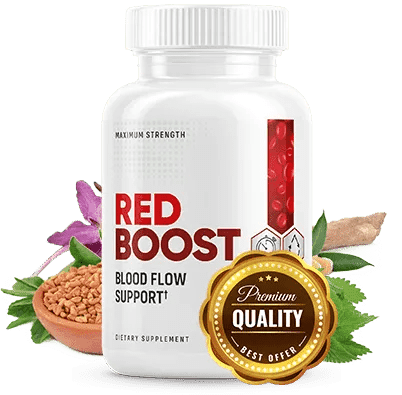 MAXIMUM STRENGTH
RED
BOOST
BLOOD FLOW
SUPPORT†
DIETARY SUPPLEMENT
Premium
QUALITY
BEST OFFER